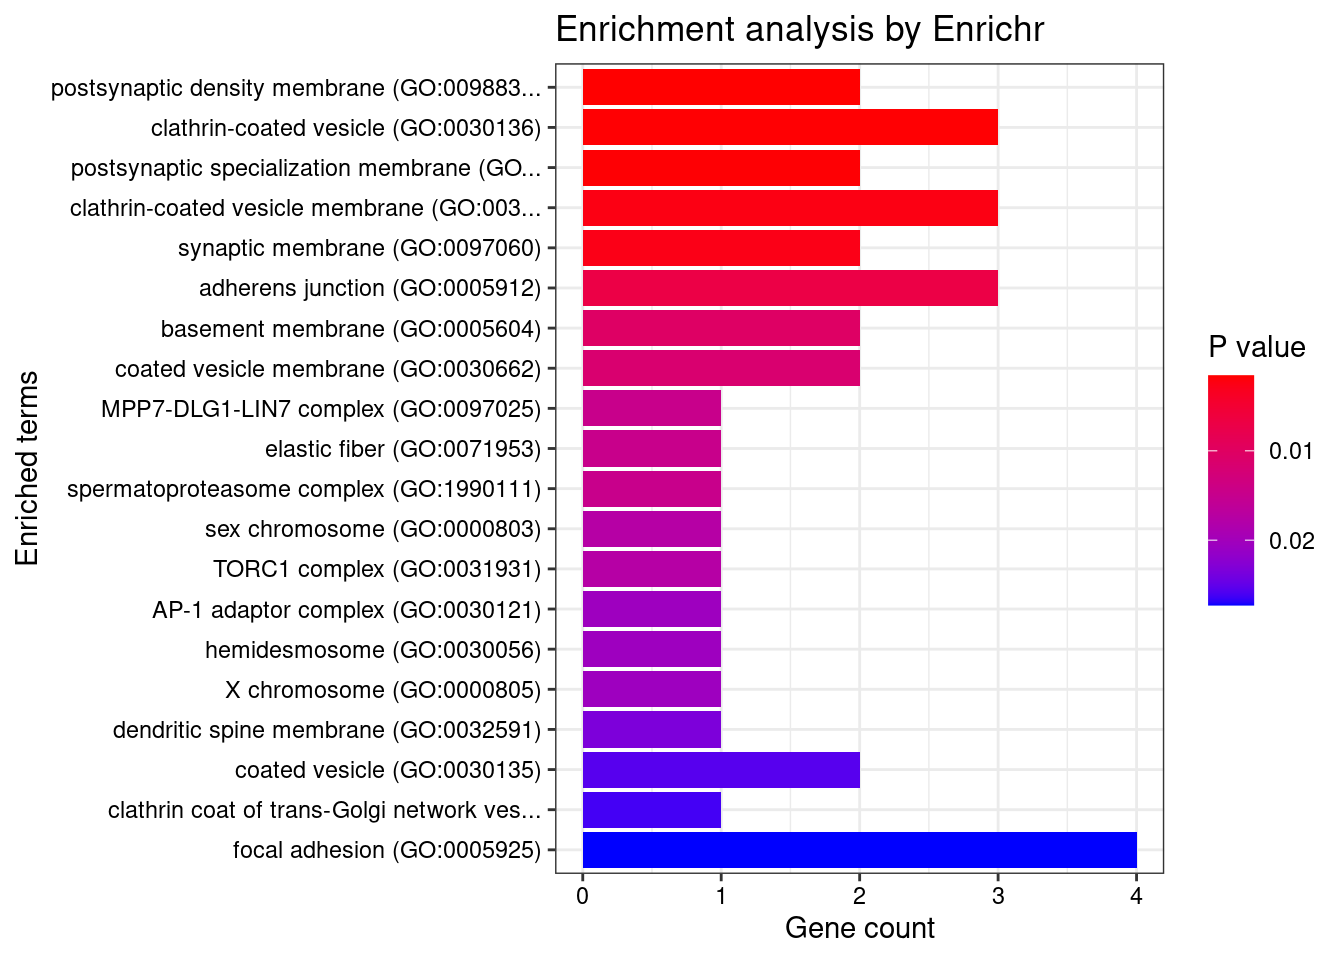 Enrichment analysis by Enrichr
postsynaptic density membrane (GO:009883...
clathrin-coated vesicle (GO:0030136)
postsynaptic specialization membrane (GO...
clathrin-coated vesicle membrane (GO:003...
synaptic membrane (GO:0097060)
adherens junction (GO:0005912)
basement membrane (GO:0005604)
coated vesicle membrane (GO:0030662)
MPP7-DLG1-LIN7 complex (GO:0097025)
elastic fiber (GO:0071953)
spermatoproteasome complex (GO:1990111)
sex chromosome (GO:0000803)
TORC1 complex (GO:0031931)
AP-1 adaptor complex (GO:0030121)
hemidesmosome (GO:0030056)
X chromosome (GO:0000805)
dendritic spine membrane (GO:0032591)
coated vesicle (GO:0030135)
clathrin coat of trans-Golgi network ves...
focal adhesion (GO:0005925)
Enriched terms
0 1 2 3 4
Gene count
P value
0.01
0.02